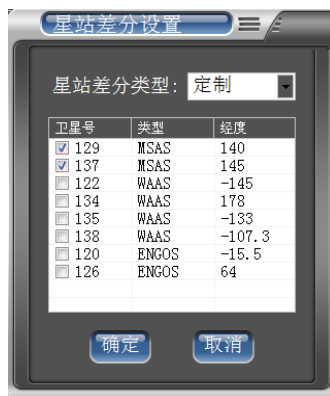 星站差分设置
星站差分类型: 定制
卫星号 类型 经度
129 MSAS 140
137 MSAS 145
122 WAAS -145
134 WAAS 178
135 WAAS -133
138 WAAS -107.3
120 ENGOS -15.5
126 ENGOS 64
确定 取消